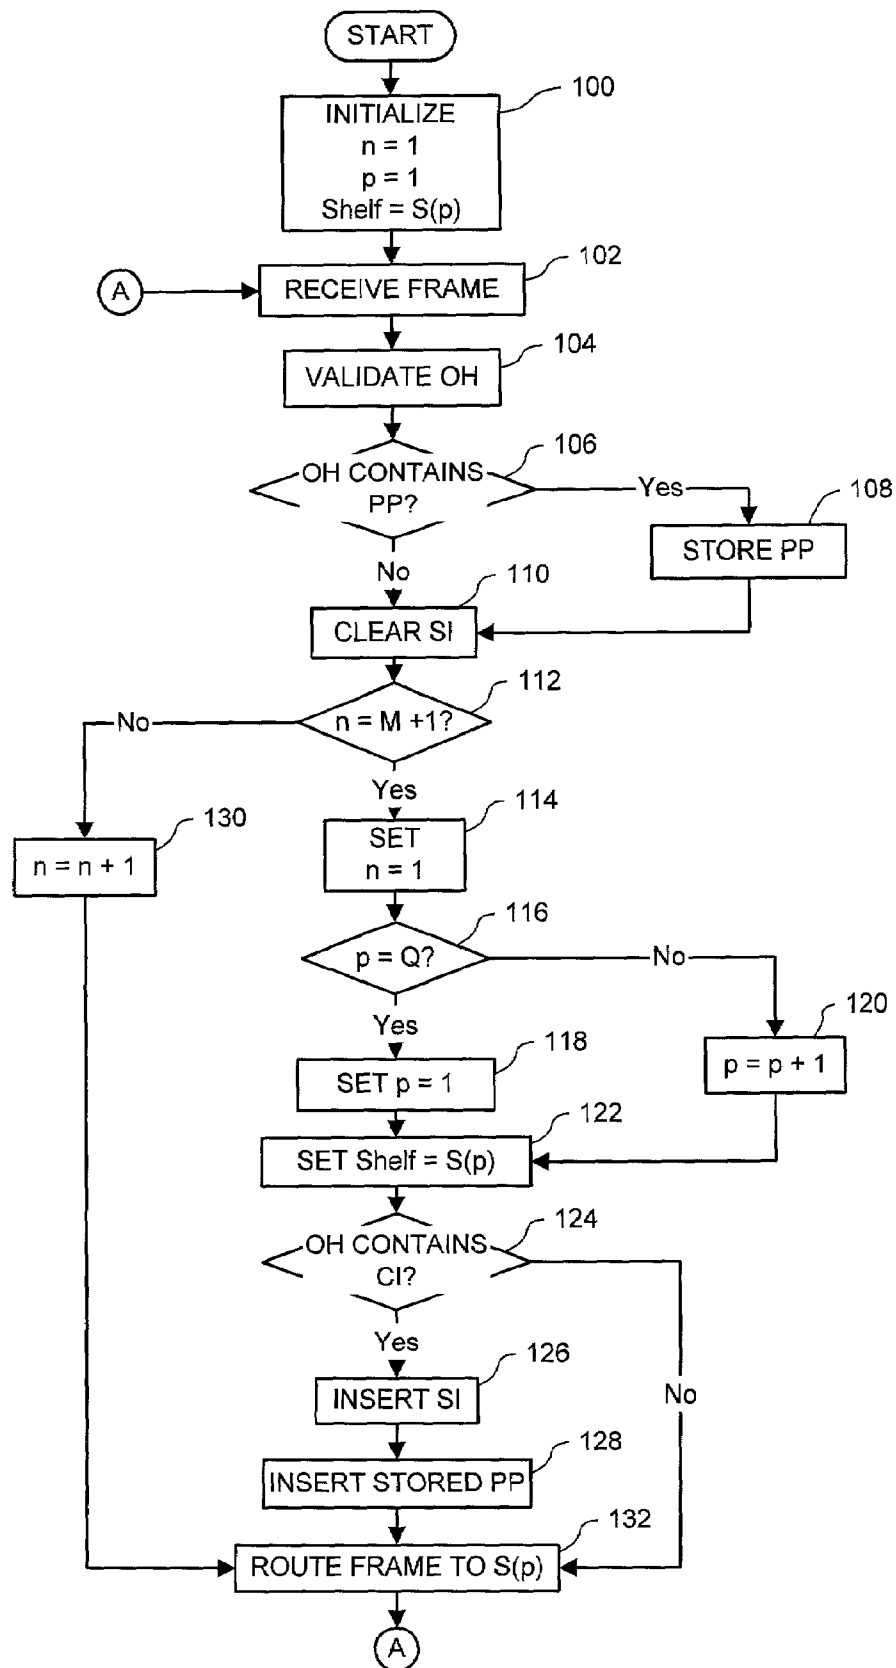 START
100
INITIALIZE
n = 1
p = 1
Shelf = S(p)
102
A
RECEIVE FRAME
104
VALIDATE OH
106
OH CONTAINS
PP?
Yes
108
STORE PP
No
110
CLEAR SI
112
n = M +1?
No
Yes
114
SET
n = 1
130
n = n + 1
116
p = Q?
No
Yes
120
p = p + 1
118
SET p = 1
122
SET Shelf = S(p)
124
OH CONTAINS
CI?
Yes
No
126
INSERT SI
128
INSERT STORED PP
132
ROUTE FRAME TO S(p)
A